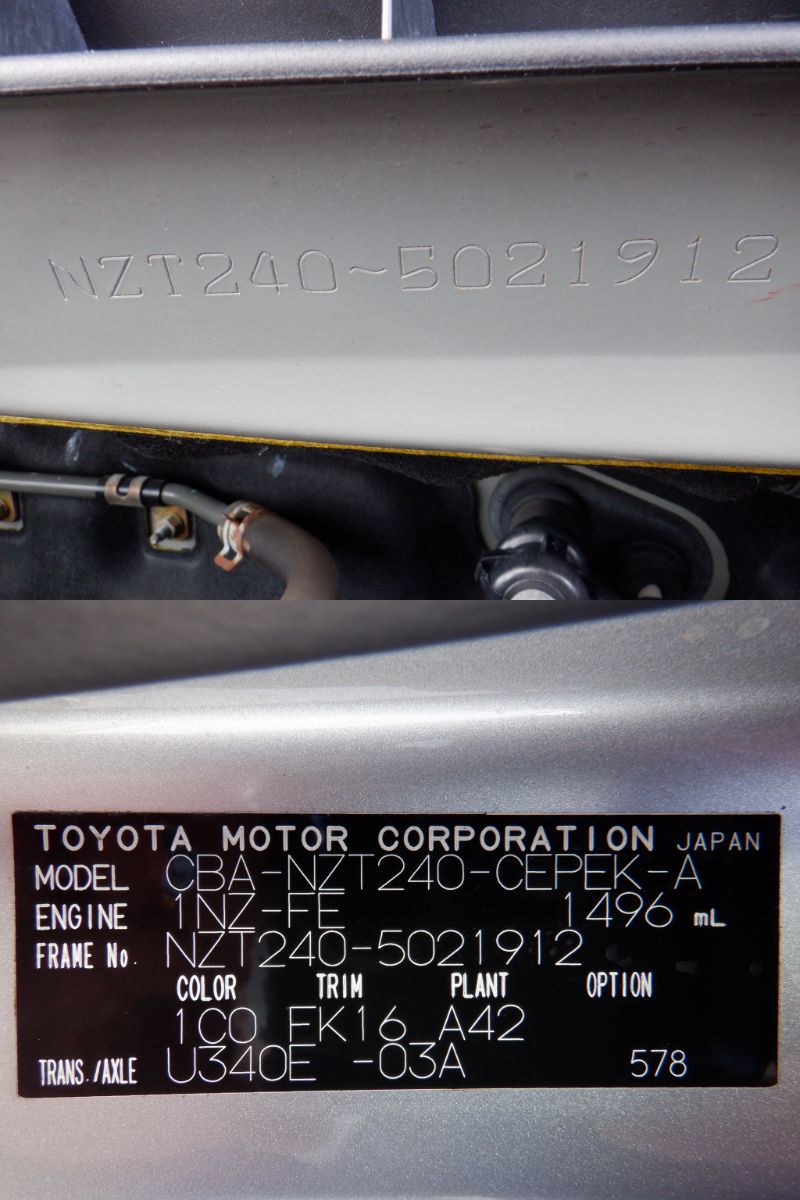 NZT240-5021912
TOYOTA MOTOR CORPORATION JAPAN
MODEL CBA-NZT240-CEPEK-A
ENGINE 1NZ-FE 1496 mL
FRAME No. NZT240-5021912
COLOR TRIM PLANT OPTION
1C0 FK16 A42
TRANS./AXLE U340E -03A 578